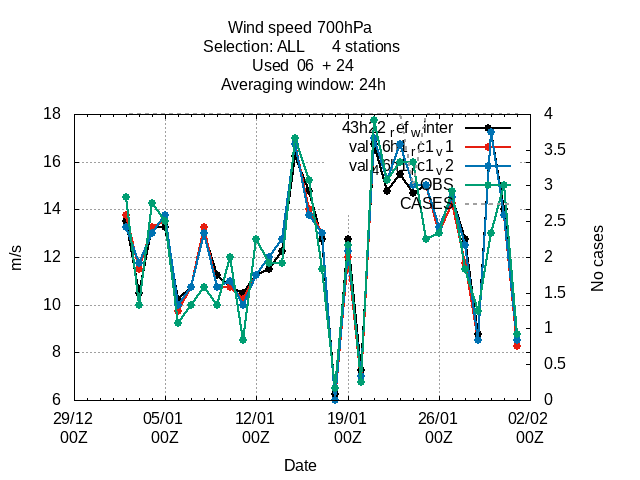 Wind speed 700hPa
Selection: ALL 4 stations
Used 06 + 24
Averaging window: 24h
18
16
14
12
10
8
6
4
3.5
3
2.5
2
1.5
1
0.5
0
m/s
No cases
OBS
CASES
29/12 05/01 12/01 19/01 26/01 02/02
00Z 00Z 00Z 00Z 00Z 00Z
Date